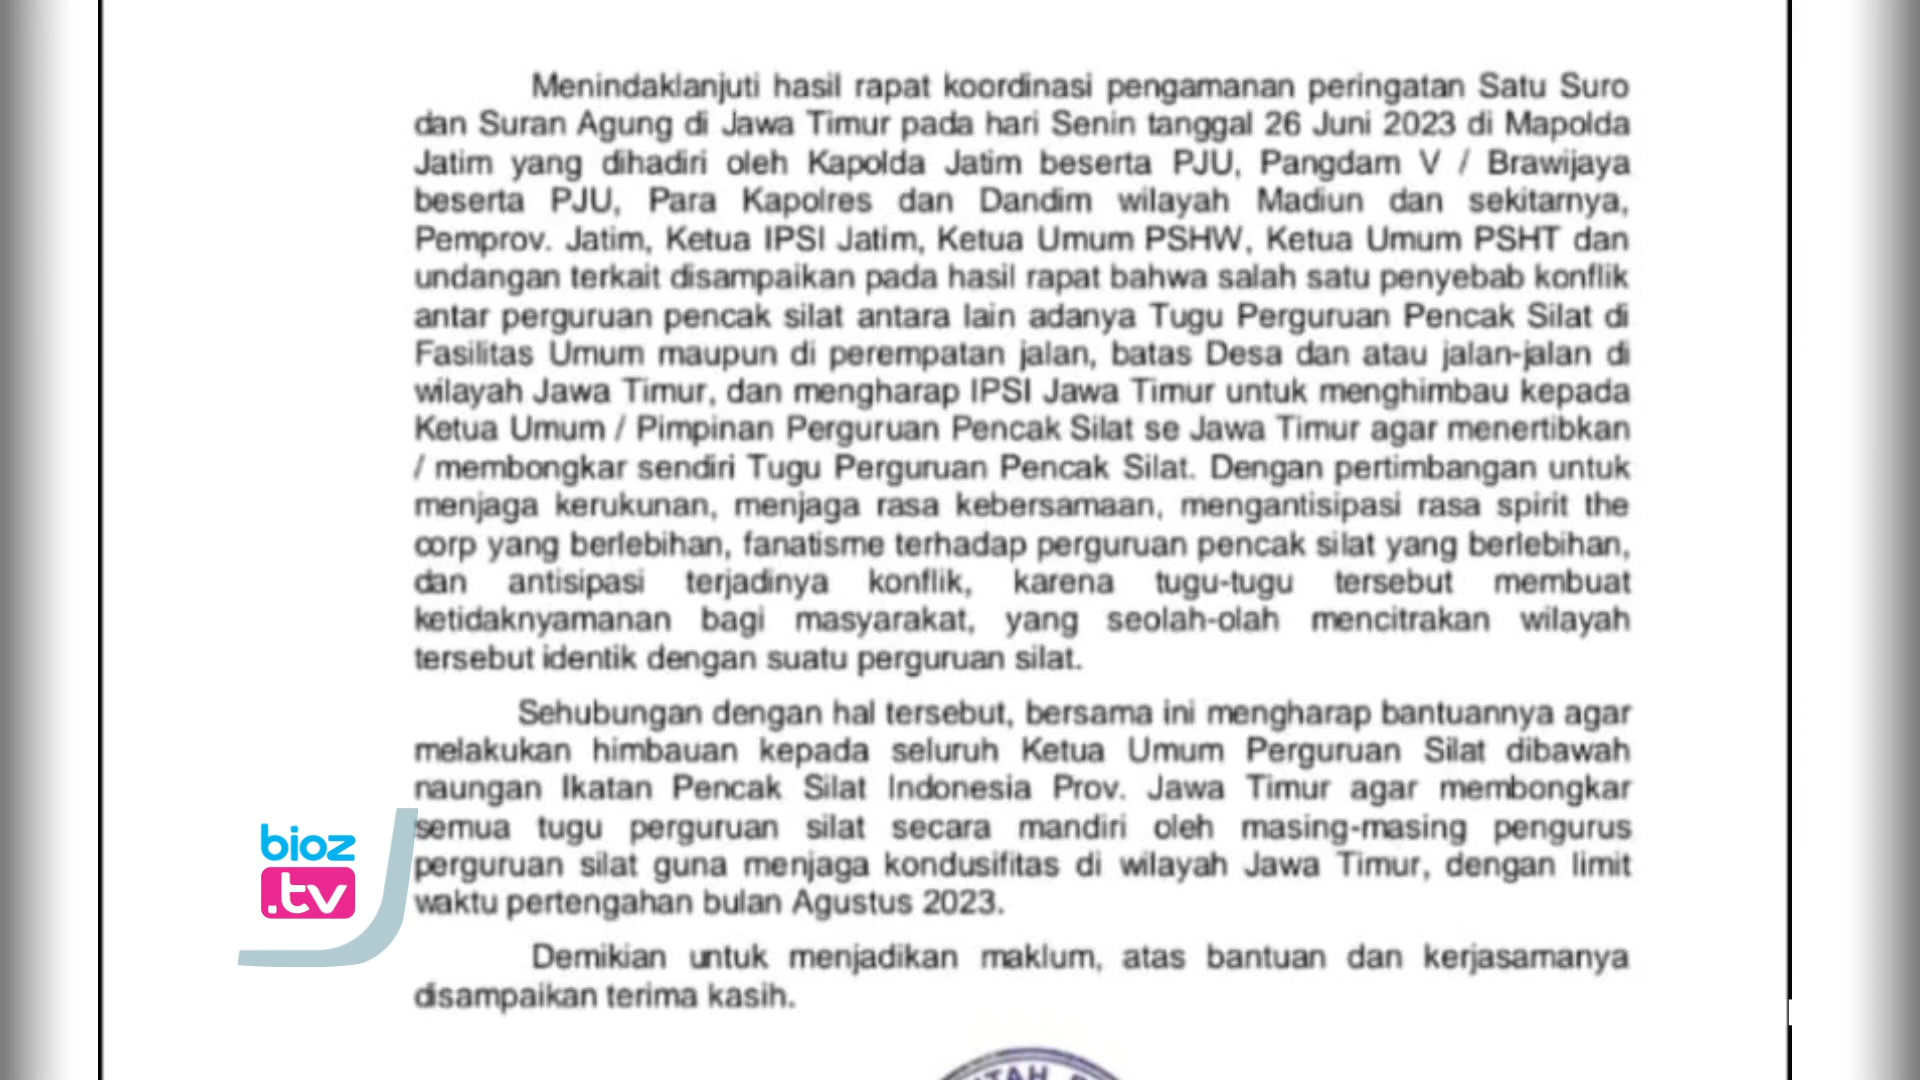 Menindaklanjuti hasil rapat koordinasi pengamanan peringatan Satu Suro
dan Suran Agung di Jawa Timur pada hari Senin tanggal 26 Juni 2023 di Mapolda
Jatim yang dihadiri oleh Kapolda Jatim beserta PJU, Pangdam V / Brawijaya
beserta PJU, Para Kapolres dan Dandim wilayah Madiun dan sekitarnya,
Pemprov. Jatim, Ketua IPSI Jatim, Ketua Umum PSHW, Ketua Umum PSHT dan
undangan terkait disampaikan pada hasil rapat bahwa salah satu penyebab konflik
antar perguruan pencak silat antara lain adanya Tugu Perguruan Pencak Silat di
Fasilitas Umum maupun di perempatan jalan, batas Desa dan atau jalan-jalan di
wilayah Jawa Timur, dan mengharap IPSI Jawa Timur untuk menghimbau kepada
Ketua Umum / Pimpinan Perguruan Pencak Silat se Jawa Timur agar menertibkan
/ membongkar sendiri Tugu Perguruan Pencak Silat. Dengan pertimbangan untuk
menjaga kerukunan, menjaga rasa kebersamaan, mengantisipasi rasa spirit the
corp yang berlebihan, fanatisme terhadap perguruan pencak silat yang berlebihan,
dan antisipasi terjadinya konflik, karena tugu-tugu tersebut membuat
ketidaknyamanan bagi masyarakat, yang seolah-olah mencitrakan wilayah
tersebut identik dengan suatu perguruan silat.
Sehubungan dengan hal tersebut, bersama ini mengharap bantuannya agar
melakukan himbauan kepada seluruh Ketua Umum Perguruan Silat dibawah
naungan Ikatan Pencak Silat Indonesia Prov. Jawa Timur agar membongkar
semua tugu perguruan silat secara mandiri oleh masing-masing pengurus
perguruan silat guna menjaga kondusifitas di wilayah Jawa Timur, dengan limit
waktu pertengahan bulan Agustus 2023.
Demikian untuk menjadikan maklum, atas bantuan dan kerjasamanya
disampaikan terima kasih.
bioz
.tv